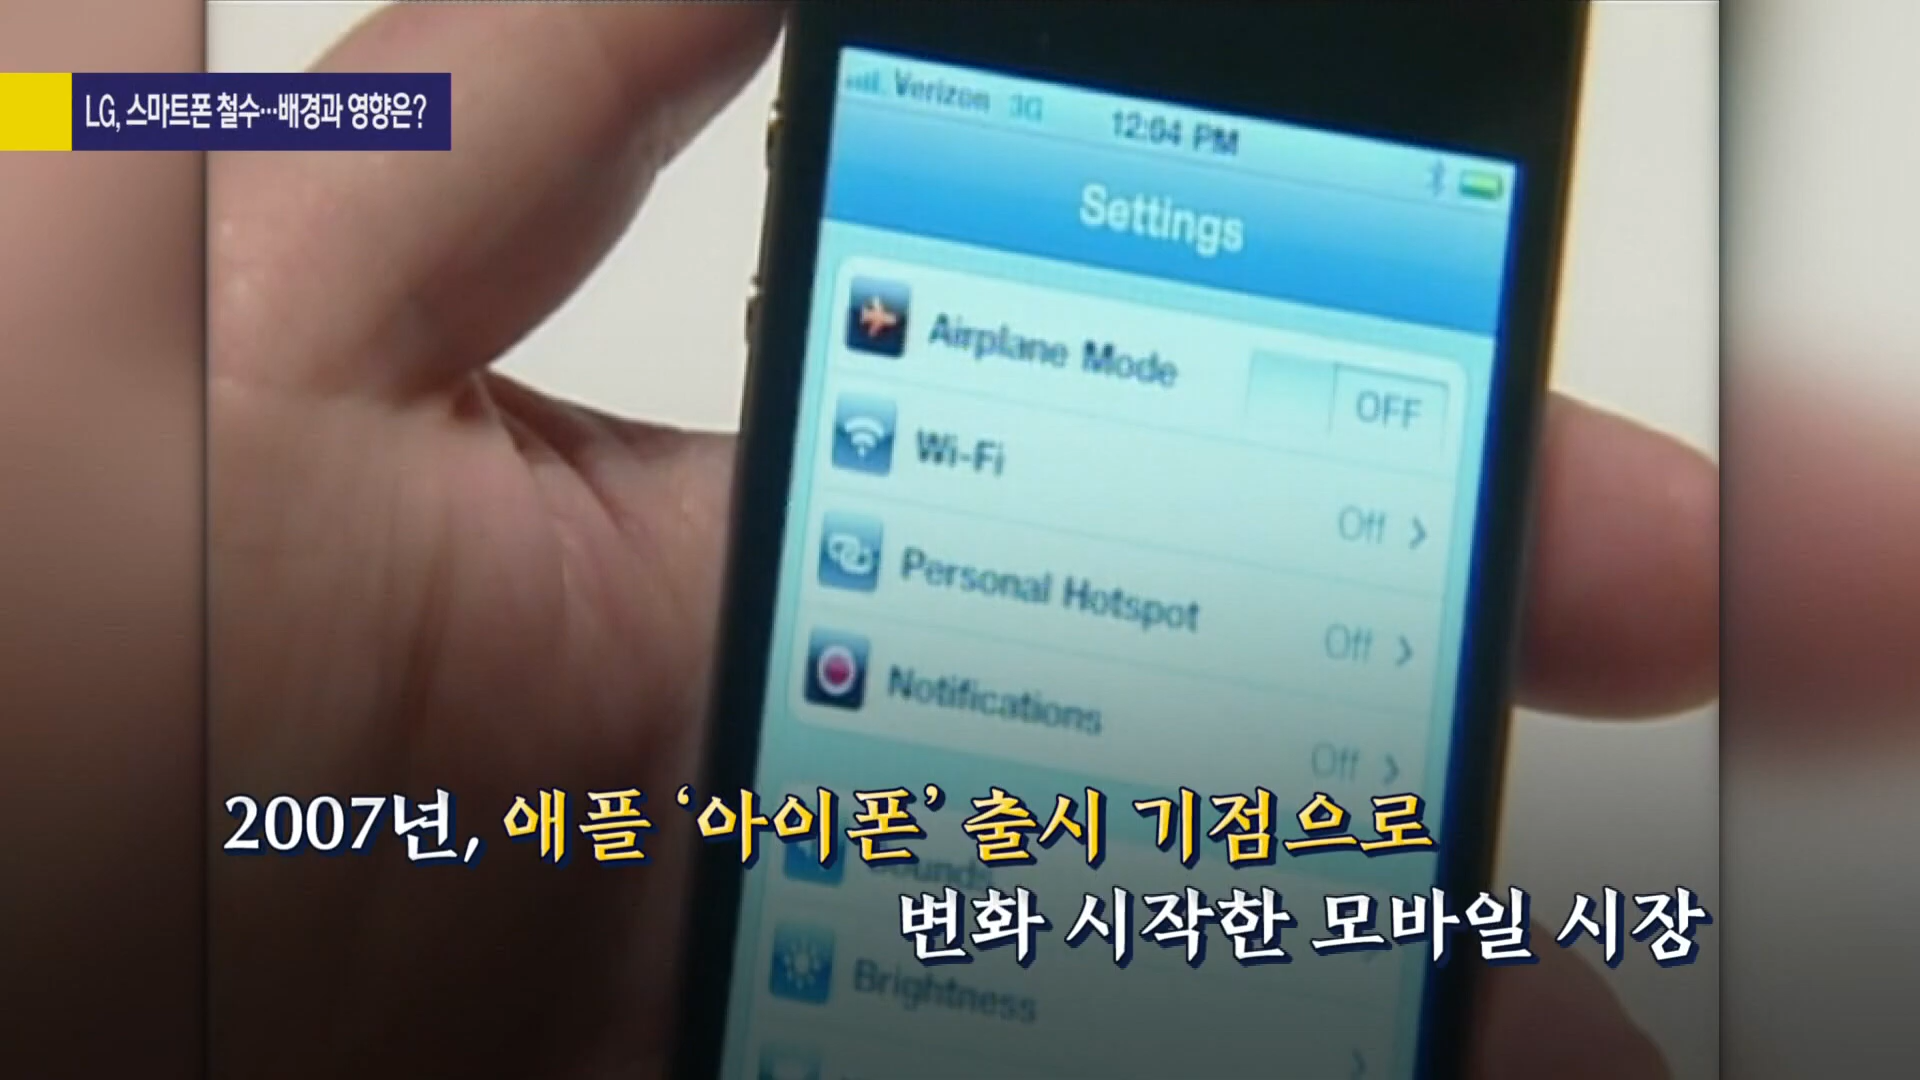 LG, 스마트폰 철수…배경과 영향은?
Verizon 3G 12:04 PM
Settings
Airplane Mode OFF
Wi-Fi Off
Personal Hotspot Off
Notifications Off
2007년, 애플 ‘아이폰’ 출시 기점으로
Sounds
변화 시작한 모바일 시장
Brightness